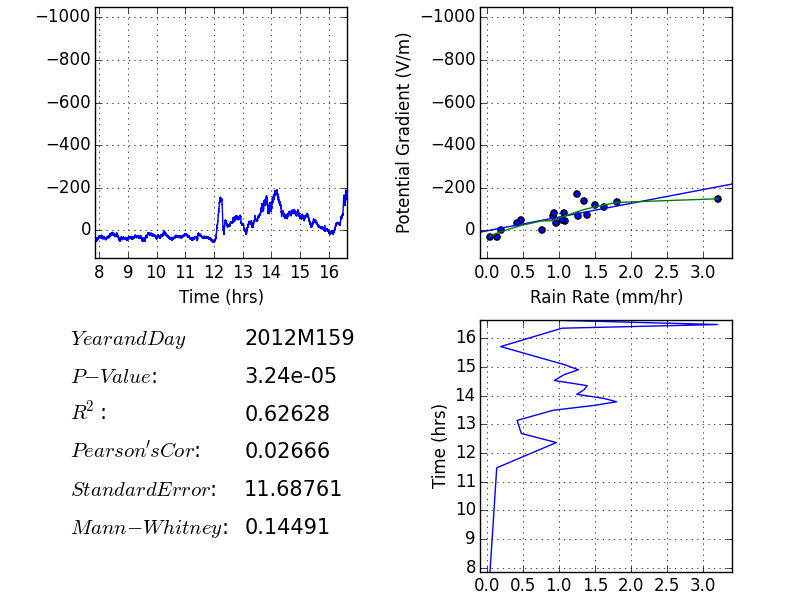 −1000
−800
−600
−400
−200
0
8 9 10 11 12 13 14 15 16
Time (hrs)
Potential Gradient (V/m)
−1000
−800
−600
−400
−200
0
0.0 0.5 1.0 1.5 2.0 2.5 3.0
Rain Rate (mm/hr)
YearandDay 2012M159
P−Value: 3.24e-05
R²: 0.62628
Pearson'sCor: 0.02666
StandardError: 11.68761
Mann−Whitney: 0.14491
Time (hrs)
16
15
14
13
12
11
10
9
8
0.0 0.5 1.0 1.5 2.0 2.5 3.0